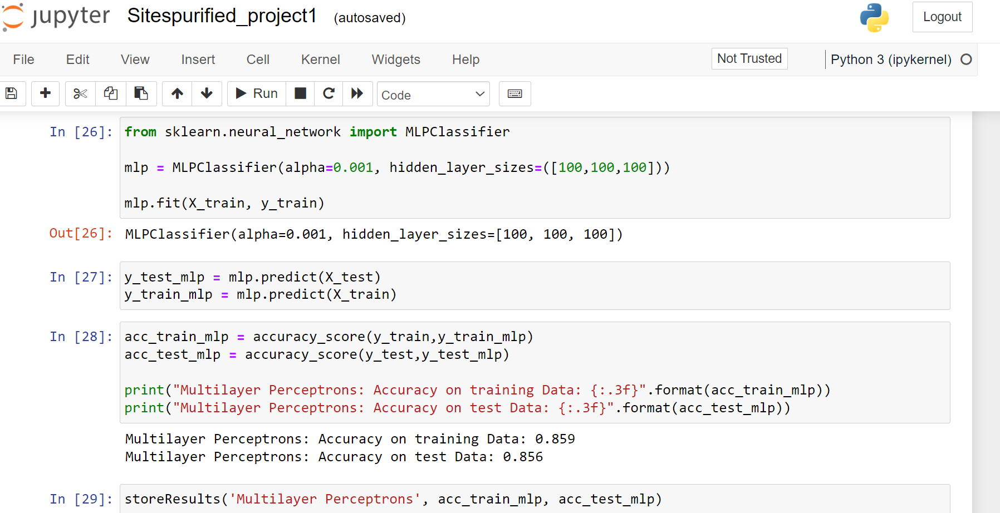 jupyter Sitespurified_project1 (autosaved)
Logout
File Edit View Insert Cell Kernel Widgets Help Not Trusted Python 3 (ipykernel)
Run Code
In [26]: from sklearn.neural_network import MLPClassifier
mlp = MLPClassifier(alpha=0.001, hidden_layer_sizes=([100,100,100]))
mlp.fit(X_train, y_train)
Out[26]: MLPClassifier(alpha=0.001, hidden_layer_sizes=[100, 100, 100])
In [27]: y_test_mlp = mlp.predict(X_test)
y_train_mlp = mlp.predict(X_train)
In [28]: acc_train_mlp = accuracy_score(y_train,y_train_mlp)
acc_test_mlp = accuracy_score(y_test,y_test_mlp)
print("Multilayer Perceptrons: Accuracy on training Data: {:.3f}".format(acc_train_mlp))
print("Multilayer Perceptrons: Accuracy on test Data: {:.3f}".format(acc_test_mlp))
Multilayer Perceptrons: Accuracy on training Data: 0.859
Multilayer Perceptrons: Accuracy on test Data: 0.856
In [29]: storeResults('Multilayer Perceptrons', acc_train_mlp, acc_test_mlp)